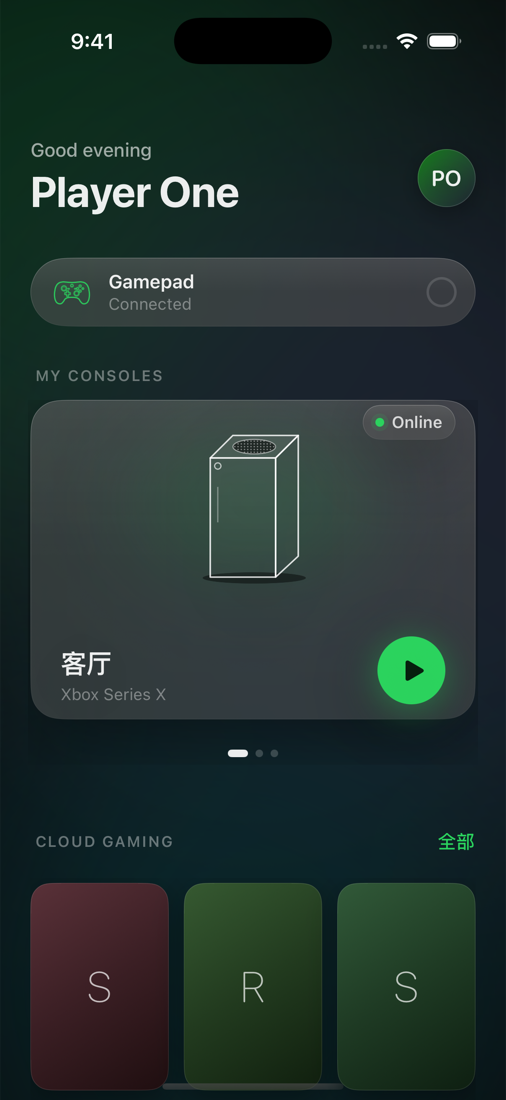 9:41
Good evening
Player One
PO
Gamepad
Connected
MY CONSOLES
Online
客厅
Xbox Series X
CLOUD GAMING
全部
S
R
S